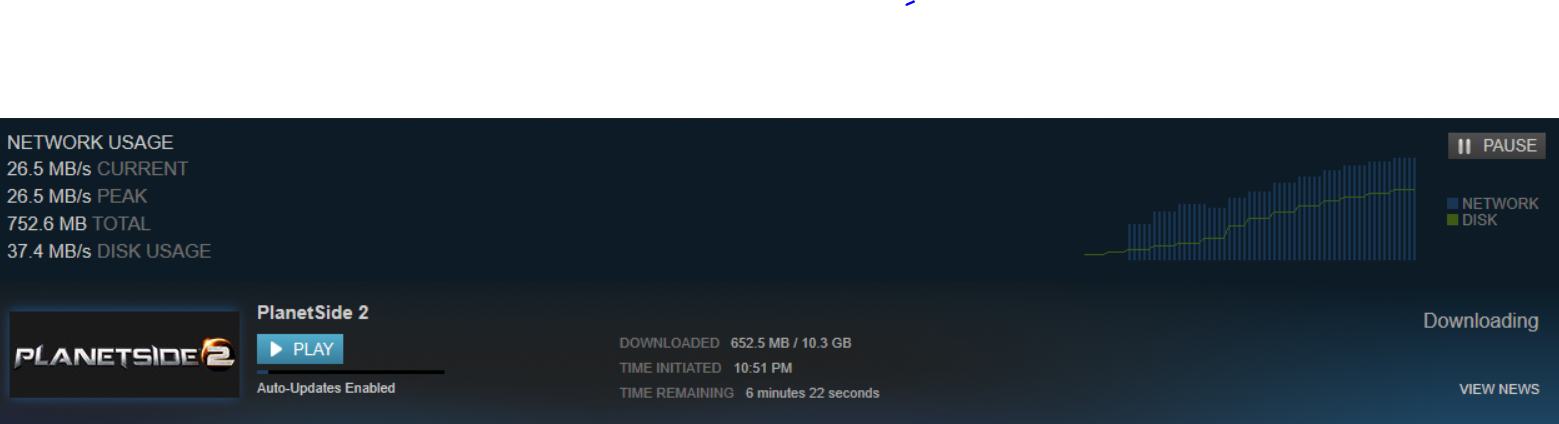 NETWORK USAGE
26.5 MB/s CURRENT
26.5 MB/s PEAK
752.6 MB TOTAL
37.4 MB/s DISK USAGE
PAUSE
NETWORK
DISK
PLANETSIDE 2
PlanetSide 2
PLAY
Auto-Updates Enabled
DOWNLOADED 652.5 MB / 10.3 GB
TIME INITIATED 10:51 PM
TIME REMAINING 6 minutes 22 seconds
Downloading
VIEW NEWS